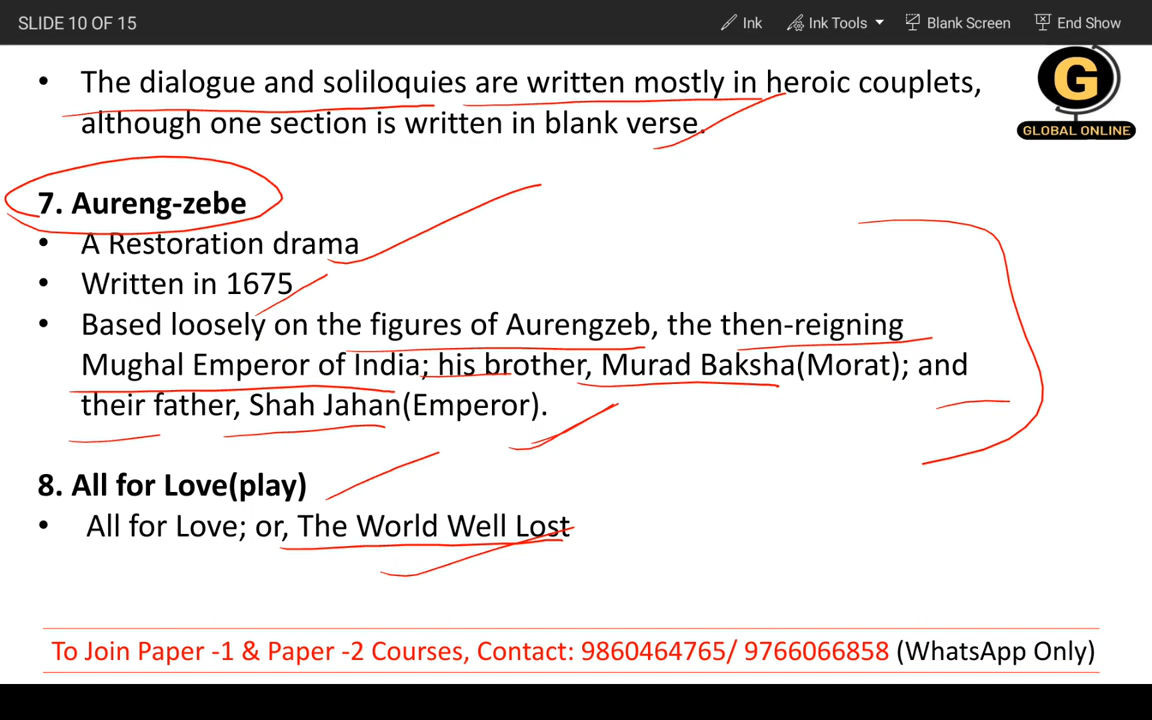 SLIDE 10 OF 15
Ink
Ink Tools
Blank Screen
End Show
• The dialogue and soliloquies are written mostly in heroic couplets,
although one section is written in blank verse.
G
GLOBAL ONLINE
7. Aureng-zebe
• A Restoration drama
• Written in 1675
• Based loosely on the figures of Aurengzeb, the then-reigning
Mughal Emperor of India; his brother, Murad Baksha(Morat); and
their father, Shah Jahan(Emperor).
8. All for Love(play)
• All for Love; or, The World Well Lost
To Join Paper -1 & Paper -2 Courses, Contact: 9860464765/ 9766066858 (WhatsApp Only)